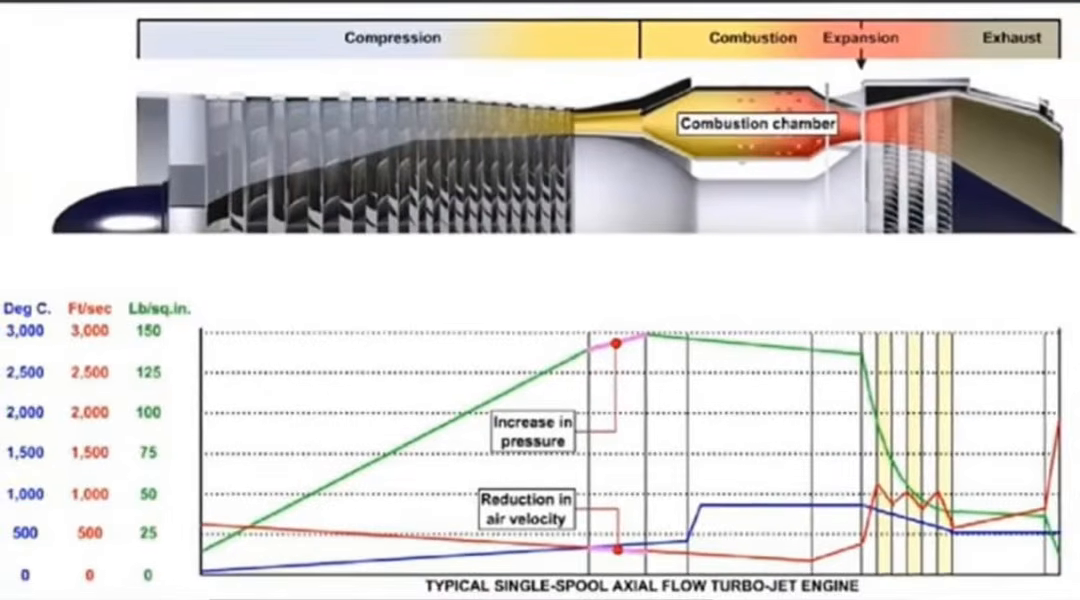 Compression Combustion Expansion Exhaust
Combustion chamber
Deg C. Ft/sec Lb/sq.in.
3,000 3,000 150
2,500 2,500 125
2,000 2,000 100
Increase in
pressure
1,500 1,500 75
1,000 1,000 50
Reduction in
air velocity
500 500 25
0 0 0
TYPICAL SINGLE-SPOOL AXIAL FLOW TURBO-JET ENGINE